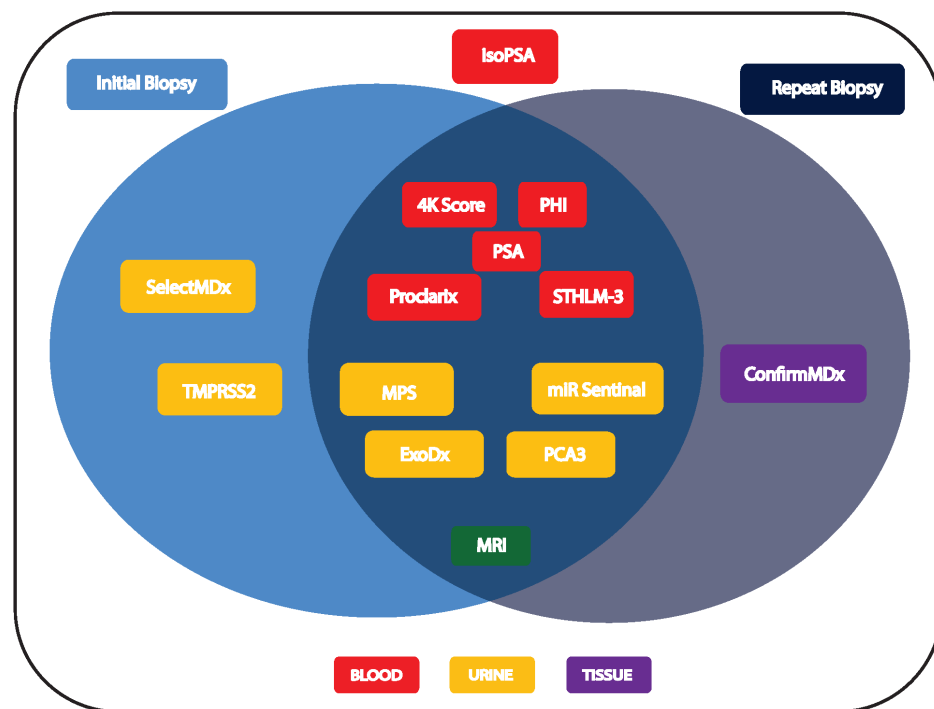 IsoPSA
Initial Biopsy
Repeat Biopsy
4K Score
PHI
PSA
SelectMDx
Proclarix
STHLM-3
ConfirmMDx
TMPRSS2
MPS
mIR Sentinal
ExoDx
PCA3
MRI
BLOOD
URINE
TISSUE